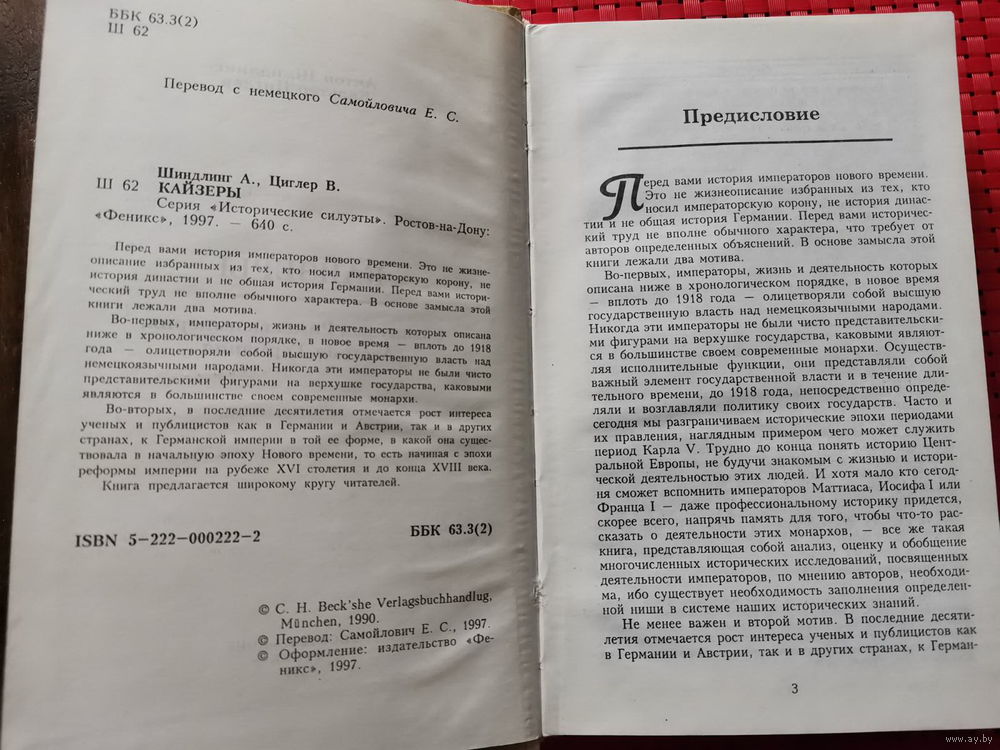 ББК 63.3(2)
Ш 62
Перевод с немецкого Самойловича Е. С.
Шиндлинг А., Циглер В.
Ш 62 КАЙЗЕРЫ
Серия «Исторические силуэты». Ростов-на-Дону:
«Феникс», 1997. — 640 с.
Перед вами история императоров нового времени. Это не жизне-
описание избранных из тех, кто носил императорскую корону, не
история династии и не общая история Германии. Перед вами истори-
ческий труд не вполне обычного характера. В основе замысла этой
книги лежали два мотива.
Во-первых, императоры, жизнь и деятельность которых описана
ниже в хронологическом порядке, в новое время — вплоть до 1918
года — олицетворяли собой высшую государственную власть над
немецкоязычными народами. Никогда эти императоры не были чисто
представительскими фигурами на верхушке государства, каковыми
являются в большинстве своем современные монархи.
Во-вторых, в последние десятилетия отмечается рост интереса
ученых и публицистов как в Германии и Австрии, так и в других
странах, к Германской империи в той ее форме, в какой она сущес-
твовала в начальную эпоху Нового времени, то есть начиная с эпохи
реформы империи на рубеже XVI столетия и до конца XVIII века.
Книга предлагается широкому кругу читателей.
ISBN 5-222-000222-2 ББК 63.3(2)
© C. H. Beck'she Verlagsbuchhandlug,
München, 1990.
© Перевод: Самойлович Е. С., 1997.
© Оформление: издательство «Фе-
никс», 1997.
Предисловие
Перед вами история императоров нового времени.
Это не жизнеописание избранных из тех, кто
носил императорскую корону, не история динас-
тии и не общая история Германии. Перед вами историчес-
кий труд не вполне обычного характера, что требует от
авторов определенных объяснений. В основе замысла этой
книги лежали два мотива.
Во-первых, императоры, жизнь и деятельность которых
описана ниже в хронологическом порядке, в новое время
— вплоть до 1918 года — олицетворяли собой высшую
государственную власть над немецкоязычными народами.
Никогда эти императоры не были чисто представительски-
ми фигурами на верхушке государства, каковыми являют-
ся в большинстве своем современные монархи. Осуществ-
ляя исполнительные функции, они представляли собой
важный элемент государственной власти и в течение дли-
тельного времени, до 1918 года, непосредственно опреде-
ляли и возглавляли политику своих государств. Часто и
сегодня мы разграничиваем исторические эпохи периодами
их правления, наглядным примером чего может служить
период Карла V. Трудно до конца понять историю Цент-
ральной Европы, не будучи знакомым с жизнью и истори-
ческой деятельностью этих людей. И хотя мало кто сегод-
ня сможет вспомнить императоров Маттиаса, Иосифа I или
Франца I — даже профессиональному историку придется,
скорее всего, напрячь память для того, чтобы что-то рас-
сказать о деятельности этих монархов, — все же такая
книга, представляющая собой анализ, оценку и обобщение
многочисленных исторических исследований, посвященных
деятельности императоров, по мнению авторов, необходи-
ма, ибо существует необходимость заполнения определен-
ной ниши в системе наших исторических знаний.
Не менее важен и второй мотив. В последние десяти-
летия отмечается рост интереса ученых и публицистов как
в Германии и Австрии, так и в других странах, к Герман-
3
www.ay.by